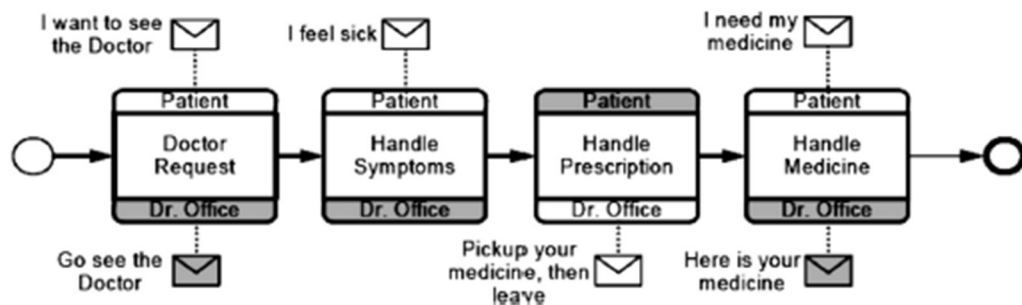 I want to see
the Doctor
I feel sick
I need my
medicine
Patient
Patient
Patient
Patient
Doctor
Request
Handle
Symptoms
Handle
Prescription
Handle
Medicine
Dr. Office
Dr. Office
Dr. Office
Dr. Office
Go see the
Doctor
Pickup your
medicine, then
leave
Here is your
medicine